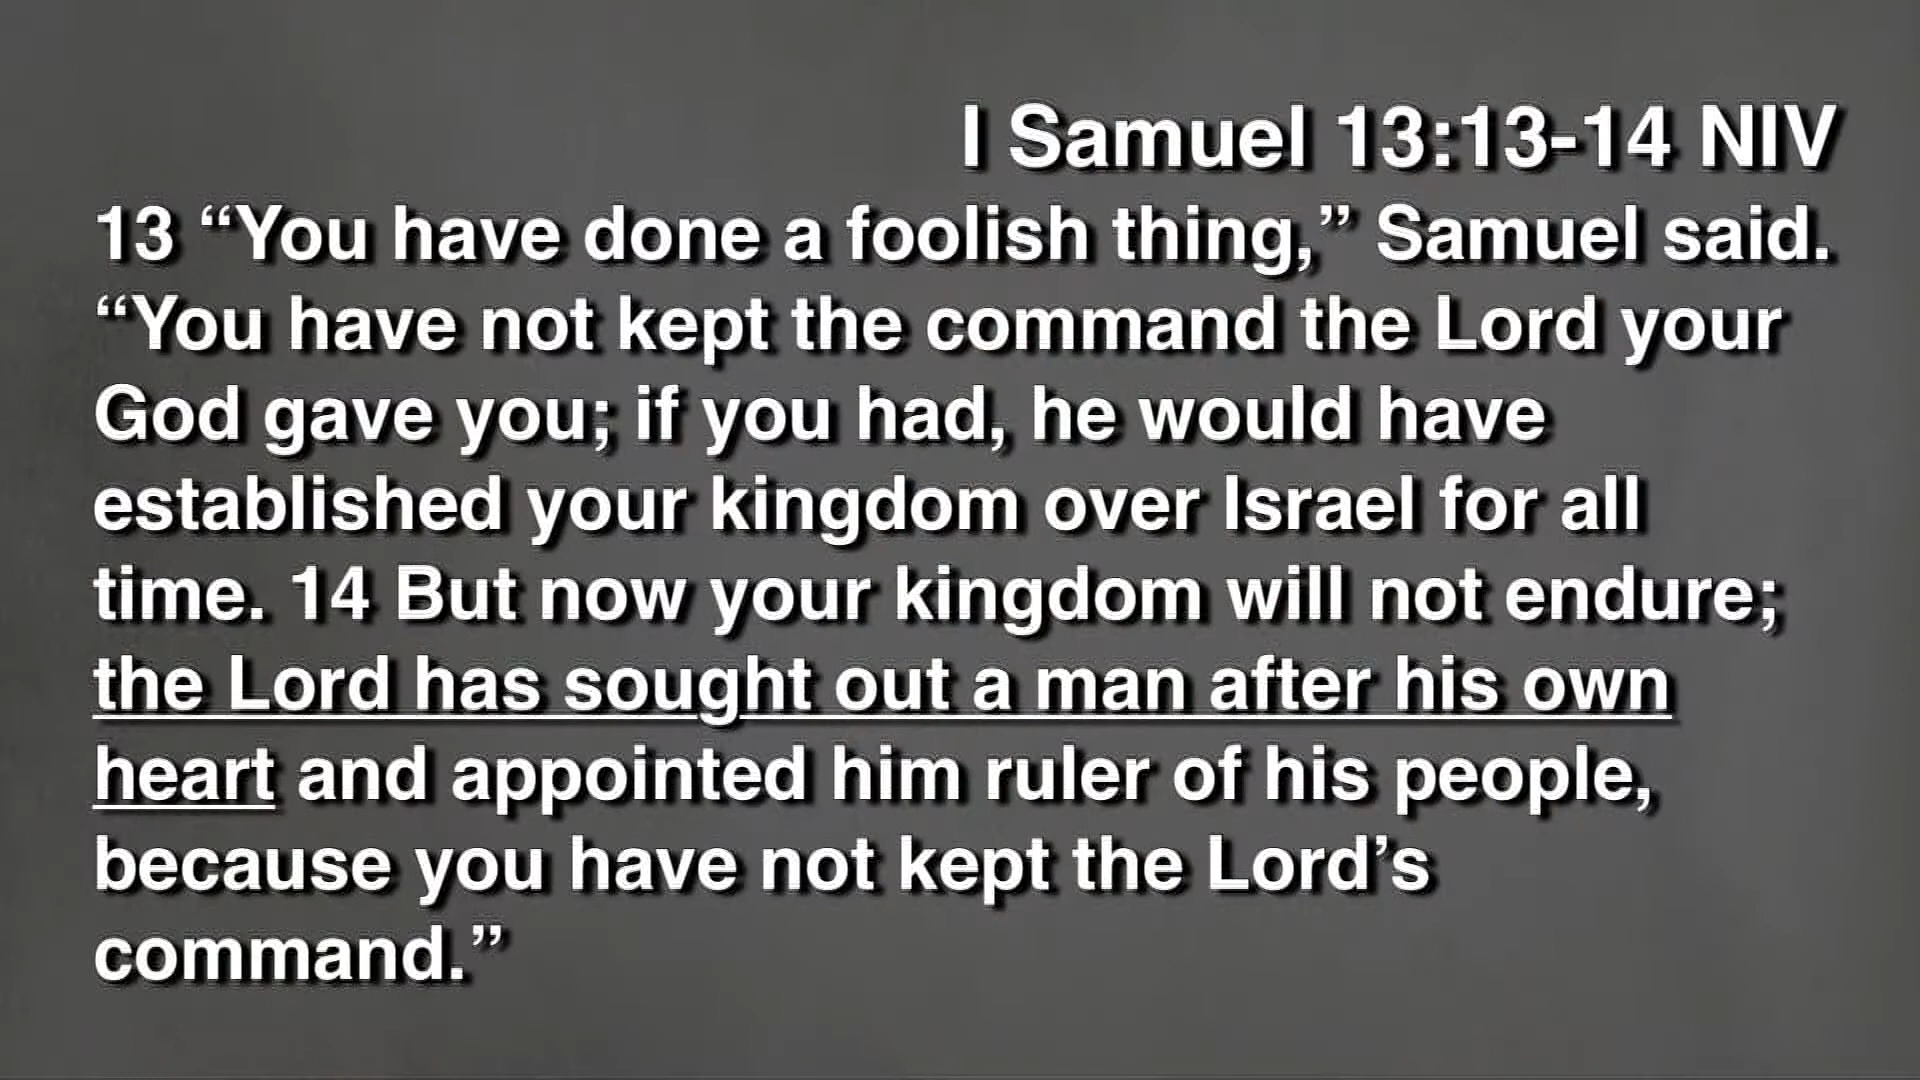 I Samuel 13:13-14 NIV
13 “You have done a foolish thing,” Samuel said.
“You have not kept the command the Lord your
God gave you; if you had, he would have
established your kingdom over Israel for all
time. 14 But now your kingdom will not endure;
the Lord has sought out a man after his own
heart and appointed him ruler of his people,
because you have not kept the Lord’s
command.”